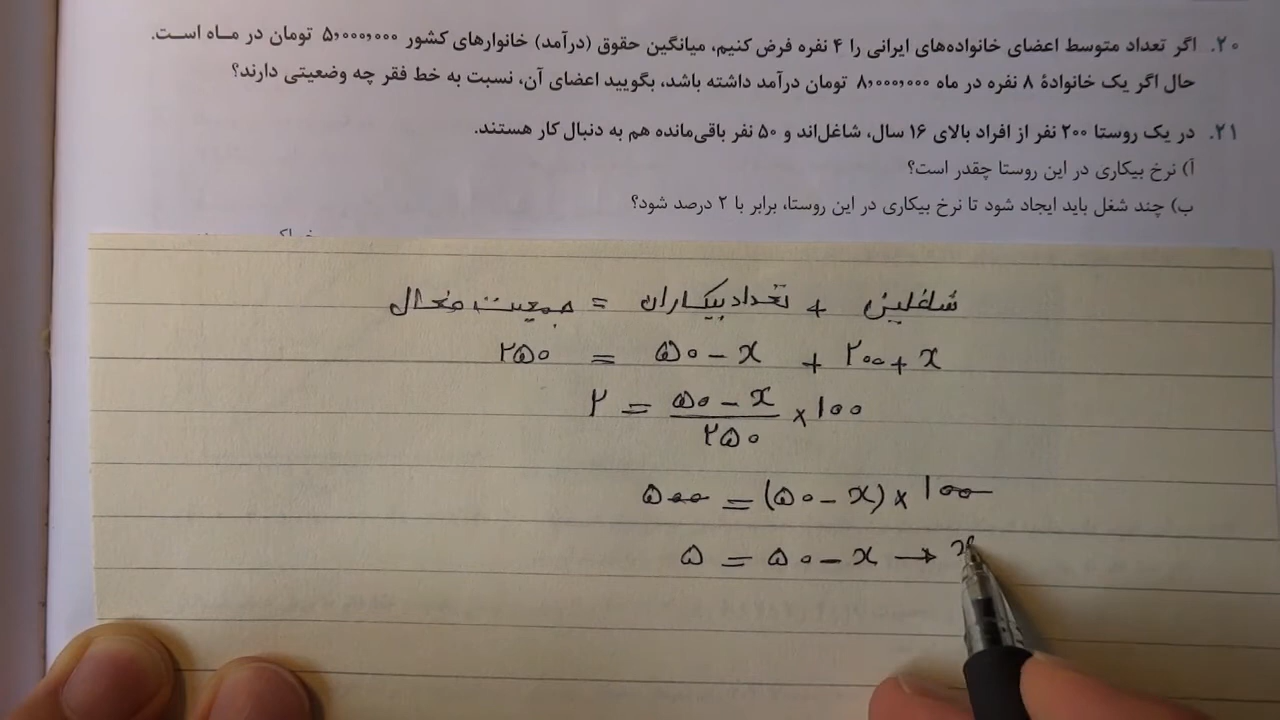 ۲۰. اگر تعداد متوسط اعضای خانواده‌های ایرانی را ۴ نفره فرض کنیم، میانگین حقوق (درآمد) خانوارهای کشور ۵,۰۰۰,۰۰۰ تومان در مـاه اسـت.
حال اگر یک خانوادۀ ۸ نفره در ماه ۸,۰۰۰,۰۰۰ تومان درآمد داشته باشد، بگویید اعضای آن، نسبت به خط فقر چه وضعیتی دارند؟
۲۱. در یک روستا ۲۰۰ نفر از افراد بالای ۱۶ سال، شاغل‌اند و ۵۰ نفر باقی‌مانده هم به دنبال کار هستند.
آ) نرخ بیکاری در این روستا چقدر است؟
ب) چند شغل باید ایجاد شود تا نرخ بیکاری در این روستا، برابر با ۲ درصد شود؟
شاغلین + تعداد بیکاران = جمعیت فعال
۲۵۰ = ۵۰ - x + ۲۰۰ + x
۲ = (۵۰ - x)/۲۵۰ × ۱۰۰
۵۰۰ = (۵۰ - x) × ۱۰۰
۵ = ۵۰ - x → x